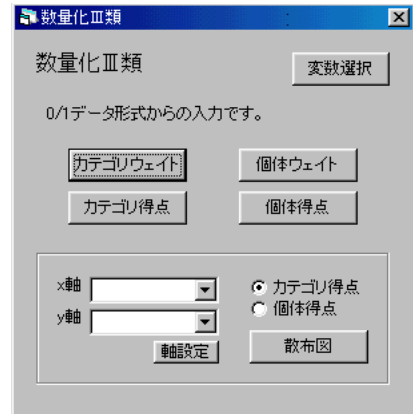 数量化Ⅲ類
数量化Ⅲ類
変数選択
0/1データ形式からの入力です。
カテゴリウェイト
個体ウェイト
カテゴリ得点
個体得点
x軸
カテゴリ得点
個体得点
y軸
軸設定
散布図